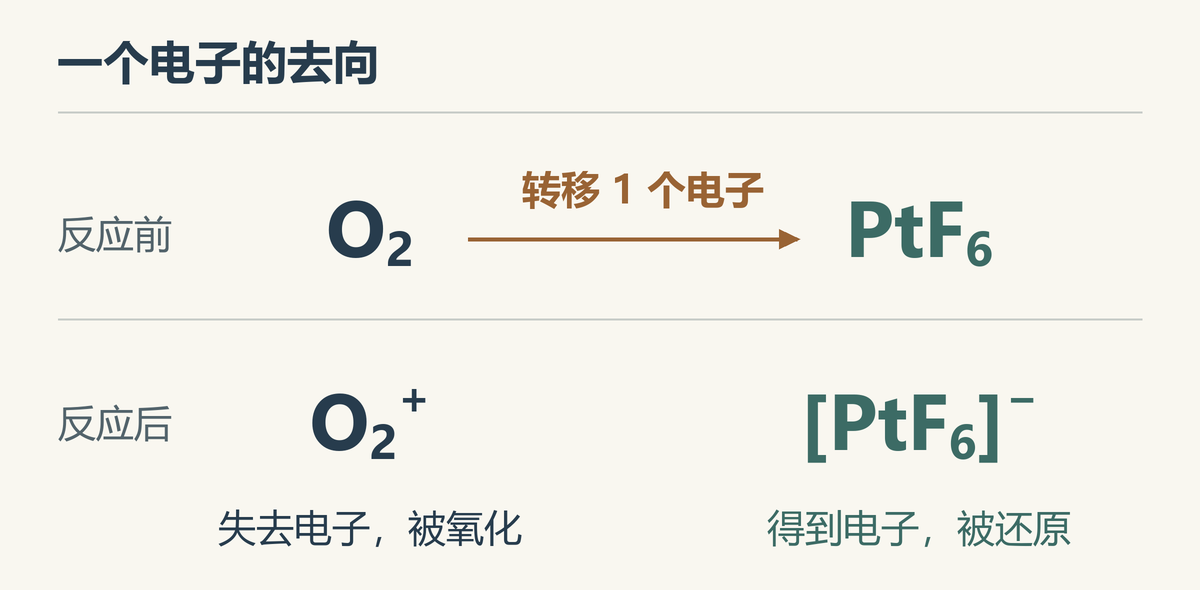 一个电子的去向
转移 1 个电子
反应前 O₂ PtF₆
反应后 O₂⁺ [PtF₆]⁻
失去电子，被氧化 得到电子，被还原